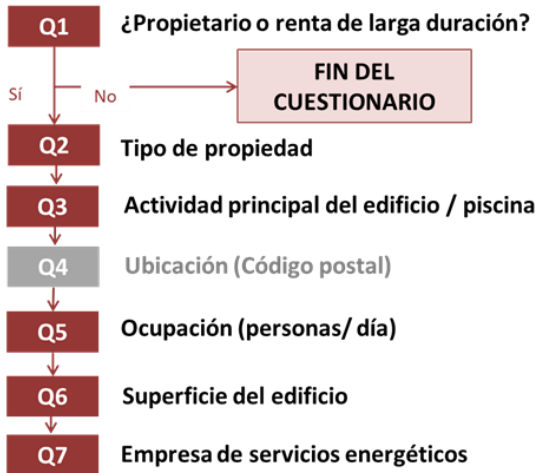 Q1 ¿Propietario o renta de larga duración?
Sí
No
FIN DEL
CUESTIONARIO
Q2 Tipo de propiedad
Q3 Actividad principal del edificio / piscina
Q4 Ubicación (Código postal)
Q5 Ocupación (personas/ día)
Q6 Superficie del edificio
Q7 Empresa de servicios energéticos